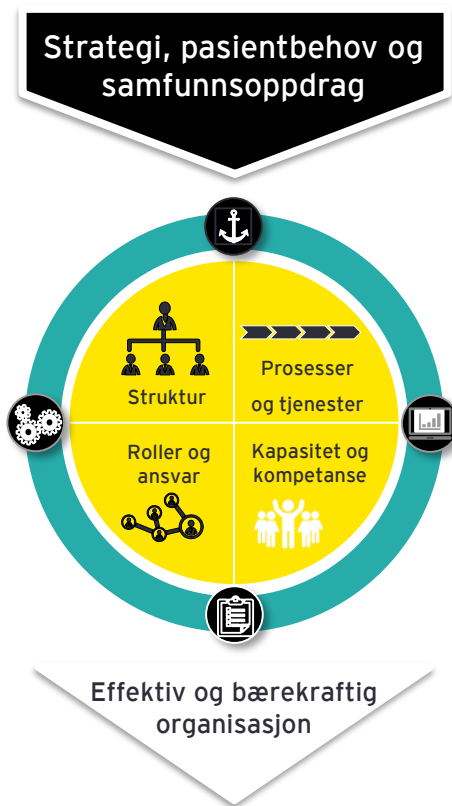 Strategi, pasientbehov og
samfunnsoppdrag
Struktur
Prosesser
og tjenester
Roller og
ansvar
Kapasitet og
kompetanse
Effektiv og bærekraftig
organisasjon